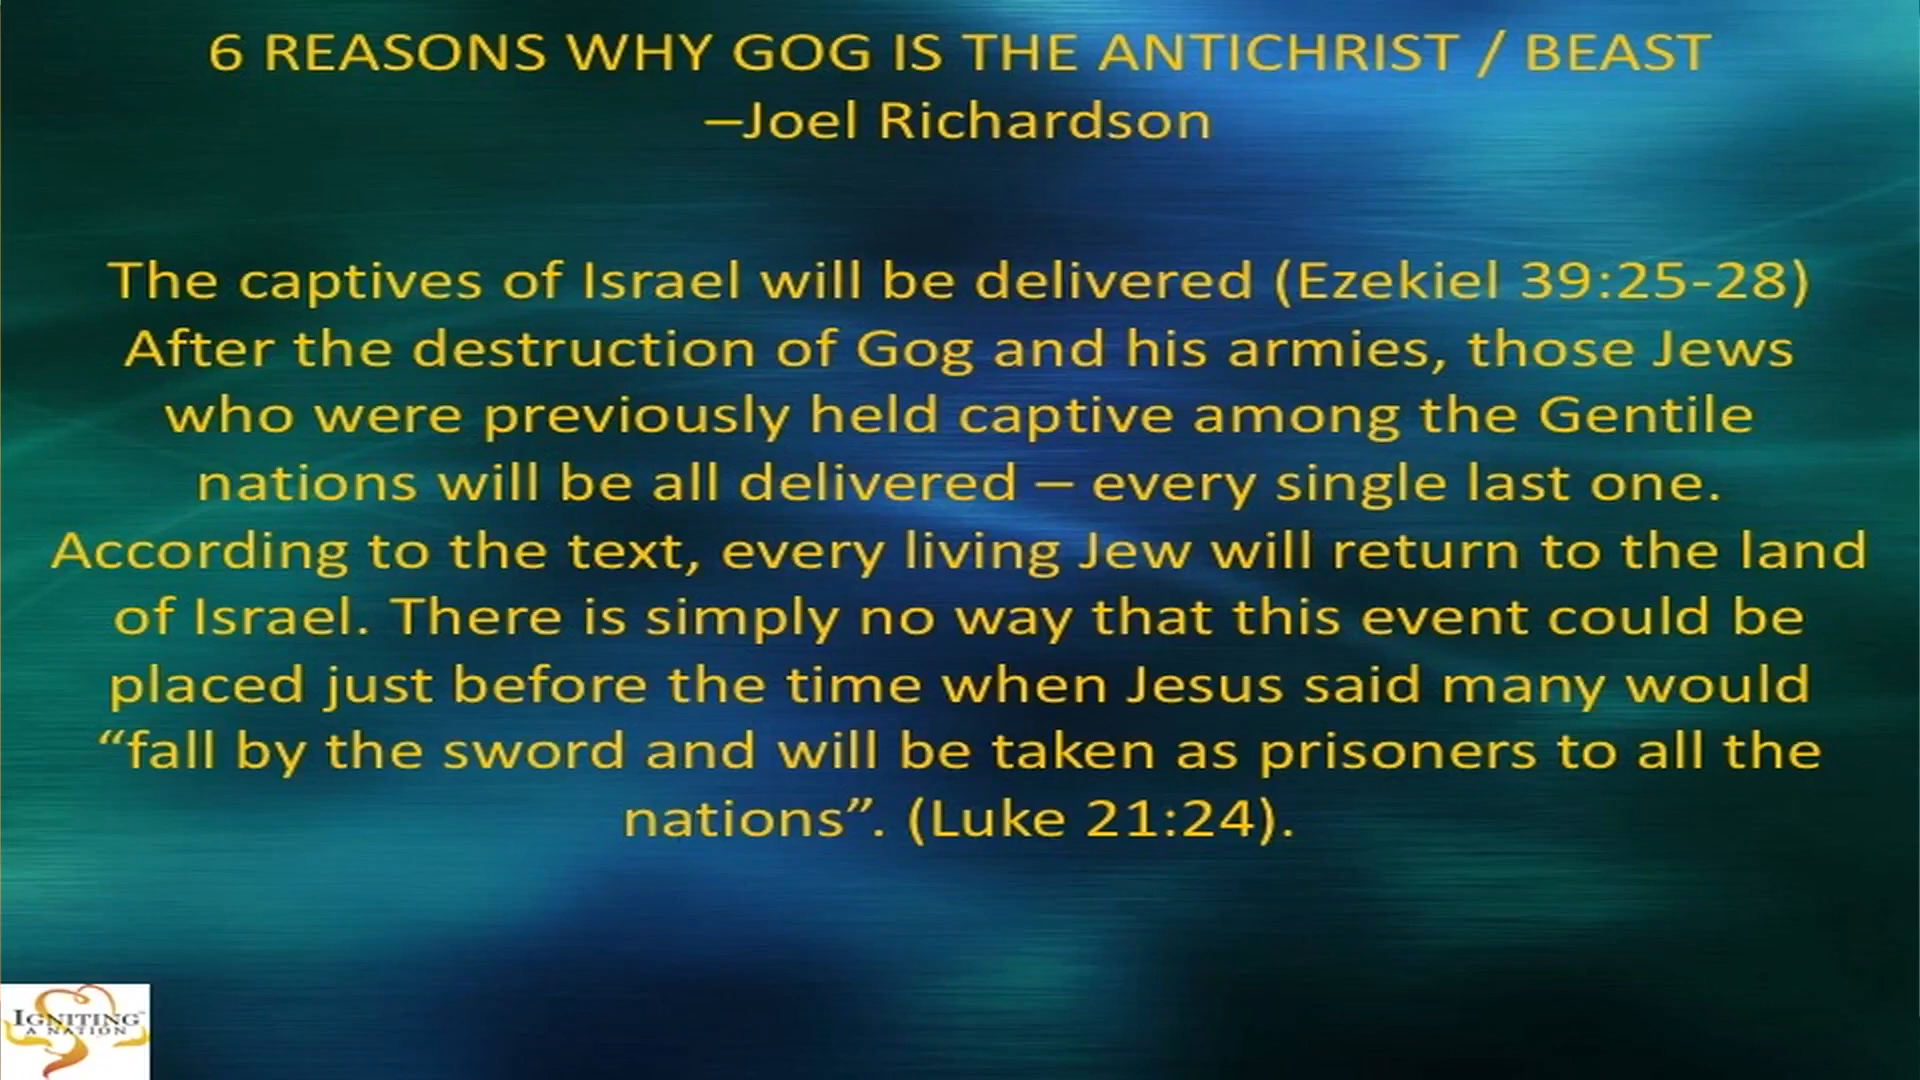 6 REASONS WHY GOG IS THE ANTICHRIST / BEAST
–Joel Richardson
The captives of Israel will be delivered (Ezekiel 39:25-28)
After the destruction of Gog and his armies, those Jews
who were previously held captive among the Gentile
nations will be all delivered – every single last one.
According to the text, every living Jew will return to the land
of Israel. There is simply no way that this event could be
placed just before the time when Jesus said many would
“fall by the sword and will be taken as prisoners to all the
nations”. (Luke 21:24).
IGNITING
A NATION